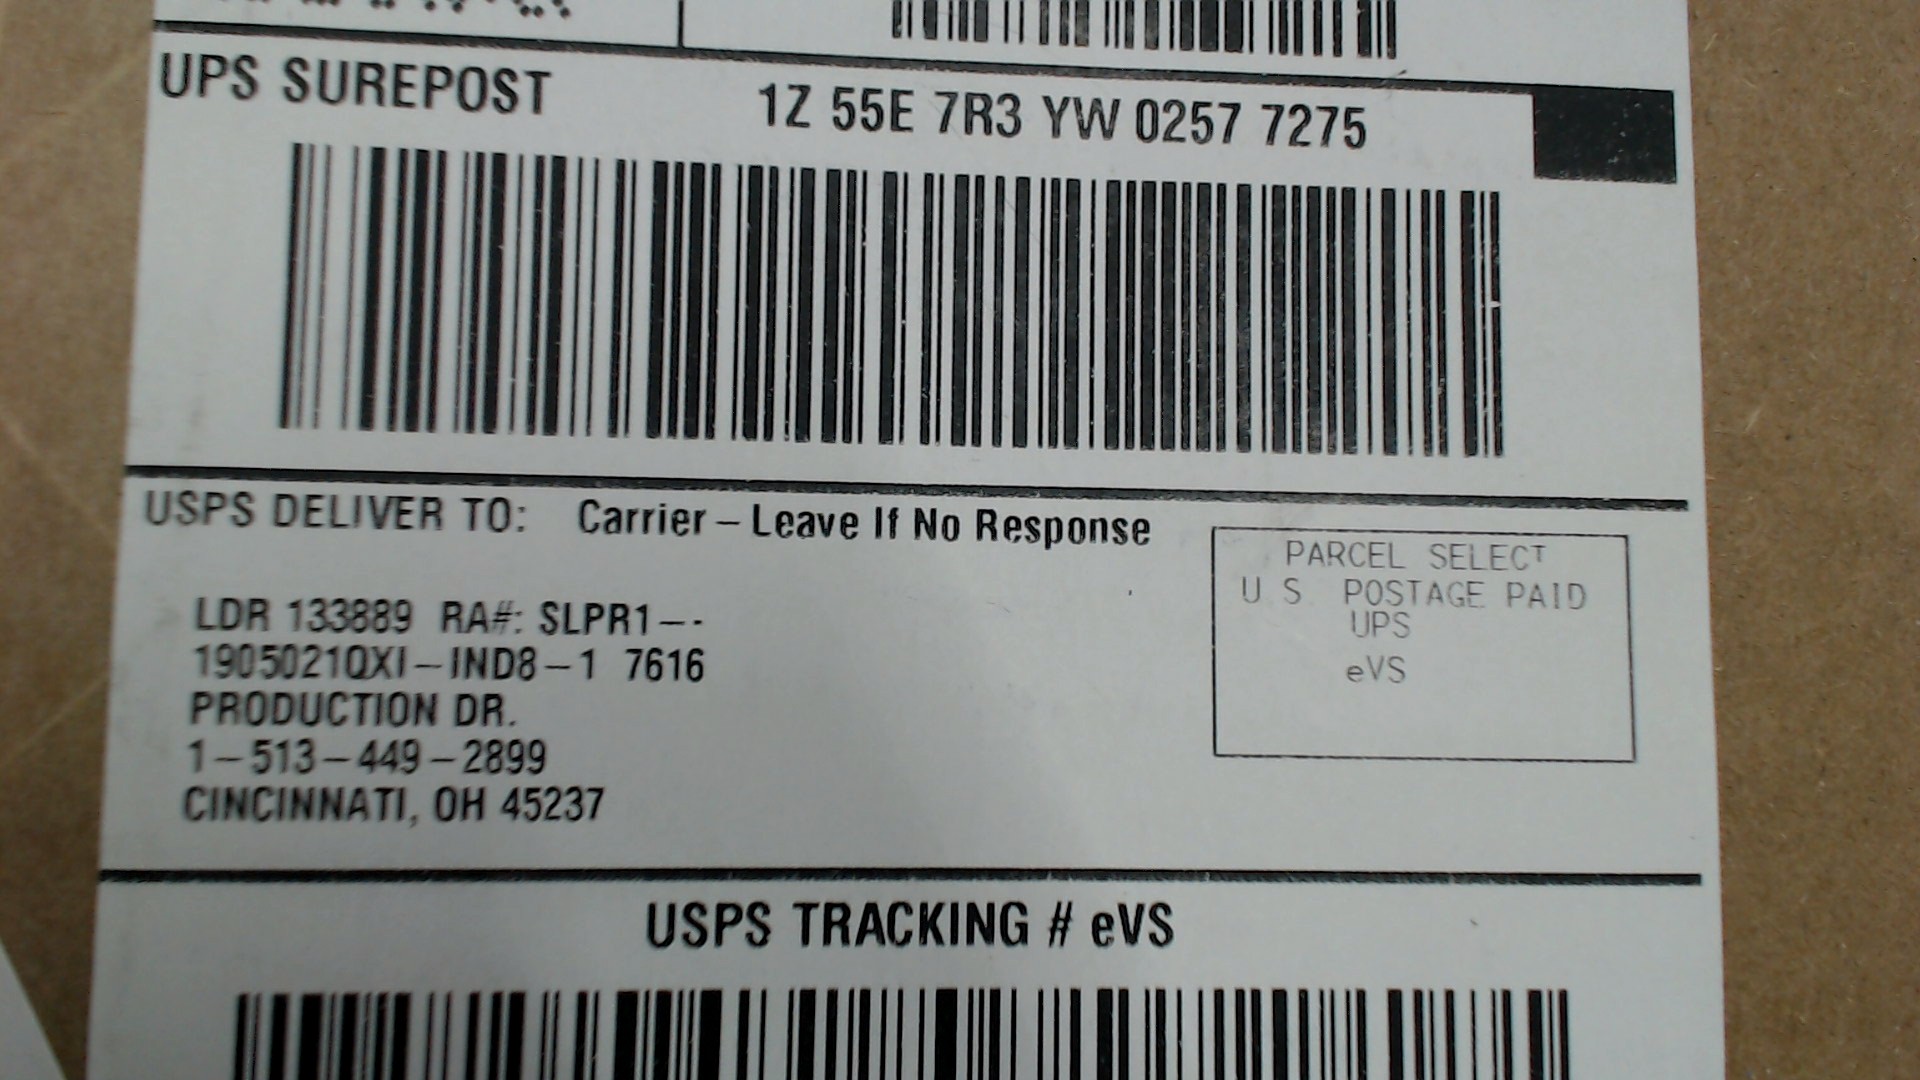 UPS SUREPOST
1Z 55E 7R3 YW 0257 7275
USPS DELIVER TO: Carrier – Leave If No Response
LDR 133889 RA#: SLPR1--
1905021QXI-IND8-1 7616
PRODUCTION DR.
1-513-449-2899
CINCINNATI, OH 45237
PARCEL SELECT
U S POSTAGE PAID
UPS
eVS
USPS TRACKING # eVS